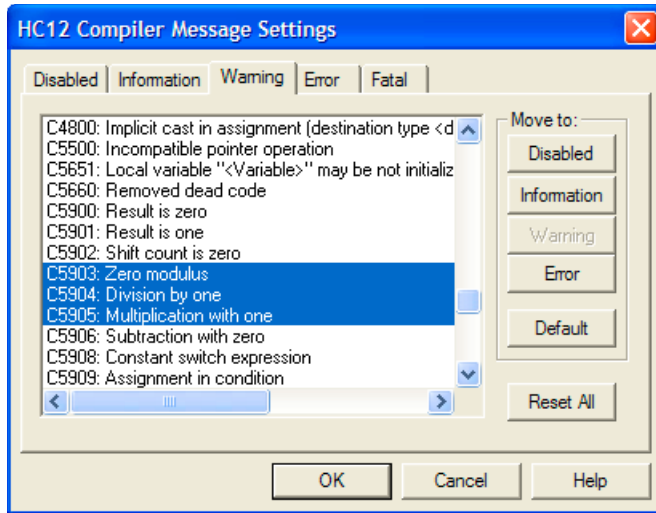 HC12 Compiler Message Settings
Disabled Information Warning Error Fatal
C4800: Implicit cast in assignment (destination type <d
C5500: Incompatible pointer operation
C5651: Local variable "<Variable>" may be not initializ
C5660: Removed dead code
C5900: Result is zero
C5901: Result is one
C5902: Shift count is zero
C5903: Zero modulus
C5904: Division by one
C5905: Multiplication with one
C5906: Subtraction with zero
C5908: Constant switch expression
C5909: Assignment in condition
Move to:
Disabled
Information
Warning
Error
Default
Reset All
OK Cancel Help